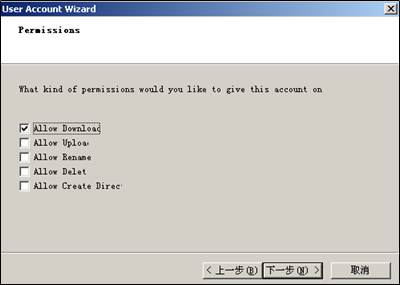 User Account Wizard
Permissions
What kind of permissions would you like to give this account on
Allow Download
Allow Uploa
Allow Rename
Allow Delet
Allow Create Direc
< 上一步(B) 下一步(N) > 取消